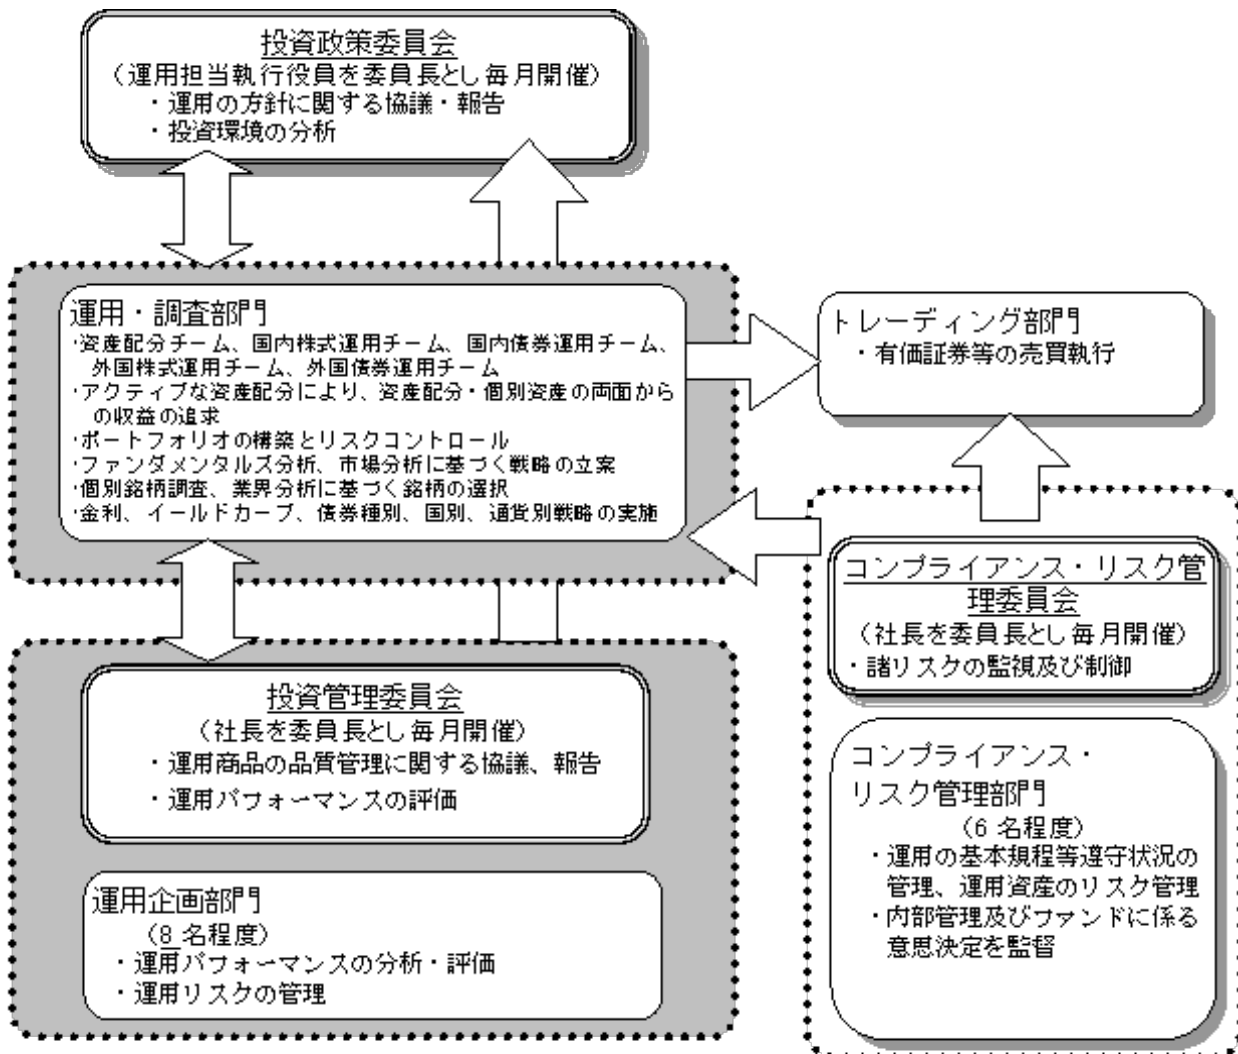 投資政策委員会
（運用担当執行役員を委員長とし毎月開催）
・運用の方針に関する協議・報告
・投資環境の分析
運用・調査部門
・資産配分チーム、国内株式運用チーム、国内債券運用チーム、
外国株式運用チーム、外国債券運用チーム
・アクティブな資産配分により、資産配分・個別資産の両面から
の収益の追求
・ポートフォリオの構築とリスクコントロール
・ファンダメンタルズ分析、市場分析に基づく戦略の立案
・個別銘柄調査、業界分析に基づく銘柄の選択
・金利、イールドカーブ、債券種別、国別、通貨別戦略の実施
トレーディング部門
・有価証券等の売買執行
コンプライアンス・リスク管
理委員会
（社長を委員長とし毎月開催）
・諸リスクの監視及び制御
投資管理委員会
（社長を委員長とし毎月開催）
・運用商品の品質管理に関する協議、報告
・運用パフォーマンスの評価
コンプライアンス・
リスク管理部門
（6 名程度）
・運用の基本規程等遵守状況の
管理、運用資産のリスク管理
・内部管理及びファンドに係る
意思決定を監督
運用企画部門
（8 名程度）
・運用パフォーマンスの分析・評価
・運用リスクの管理